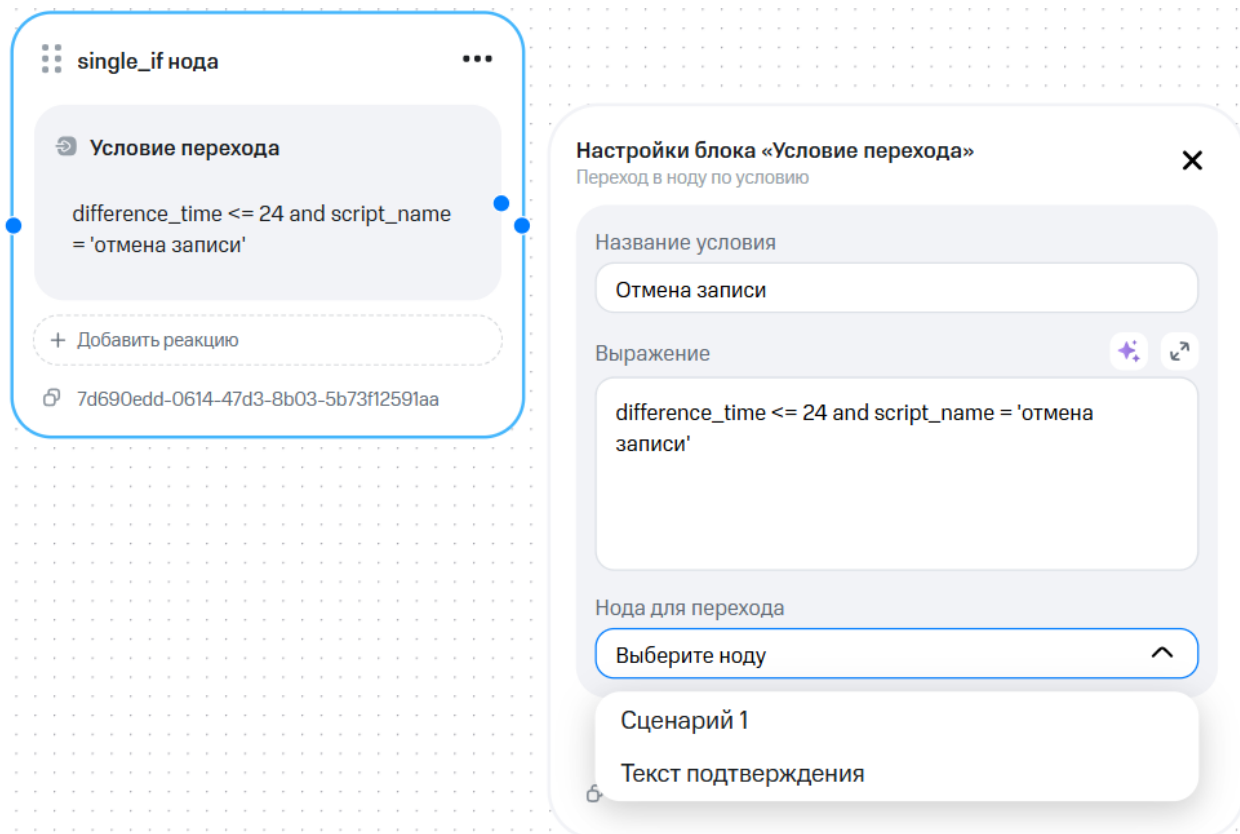 single_if нода
Условие перехода
difference_time <= 24 and script_name
= 'отмена записи'
+ Добавить реакцию
7d690edd-0614-47d3-8b03-5b73f12591aa
Настройки блока «Условие перехода»
Переход в ноду по условию
Название условия
Отмена записи
Выражение
difference_time <= 24 and script_name = 'отмена
записи'
Нода для перехода
Выберите ноду
Сценарий 1
Текст подтверждения